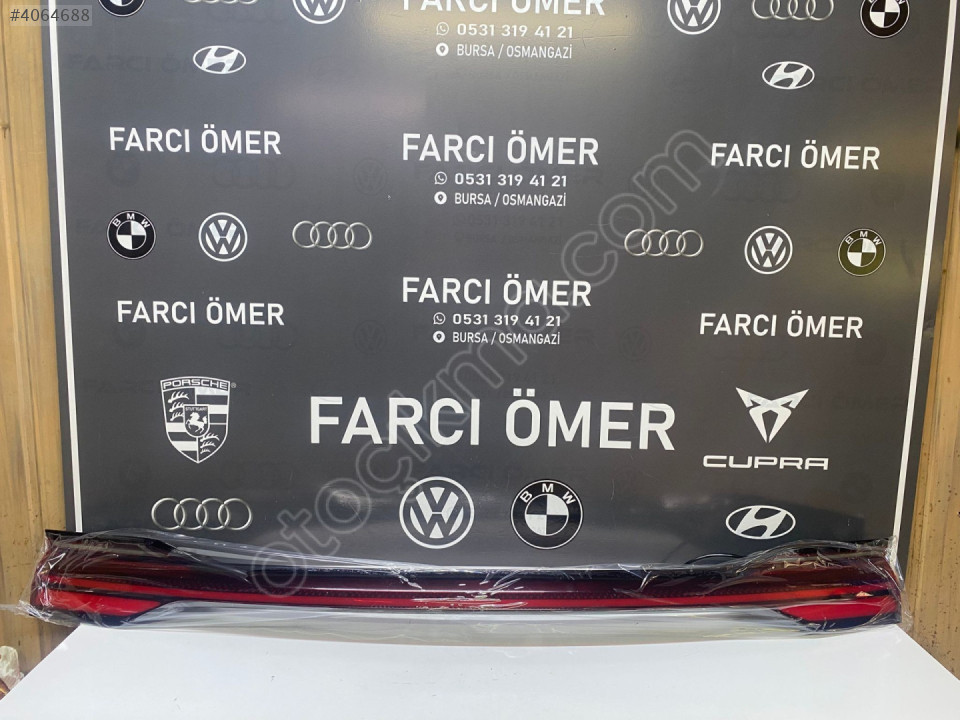 #4064688
FARCI ÖMER
0531 319 41 21
BURSA / OSMANGAZİ
FARCI ÖMER
FARCI ÖMER
0531 319 41 21
BURSA / OSMANGAZİ
FARCI ÖMER
BMW
BMW
FARCI ÖMER
FARCI ÖMER
0531 319 41 21
BURSA / OSMANGAZİ
FARCI ÖMER
PORSCHE
STUTTGART
FARCI ÖMER
CUPRA
BMW
otocikma.com